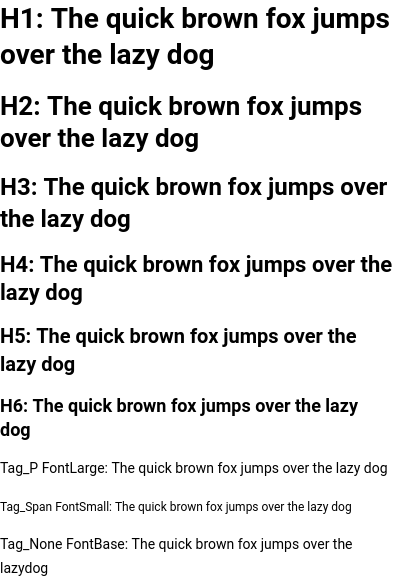 H1: The quick brown fox jumps
over the lazy dog
H2: The quick brown fox jumps
over the lazy dog
H3: The quick brown fox jumps over
the lazy dog
H4: The quick brown fox jumps over the
lazy dog
H5: The quick brown fox jumps over the
lazy dog
H6: The quick brown fox jumps over the lazy
dog
Tag_P FontLarge: The quick brown fox jumps over the lazy dog
Tag_Span FontSmall: The quick brown fox jumps over the lazy dog
Tag_None FontBase: The quick brown fox jumps over the
lazydog